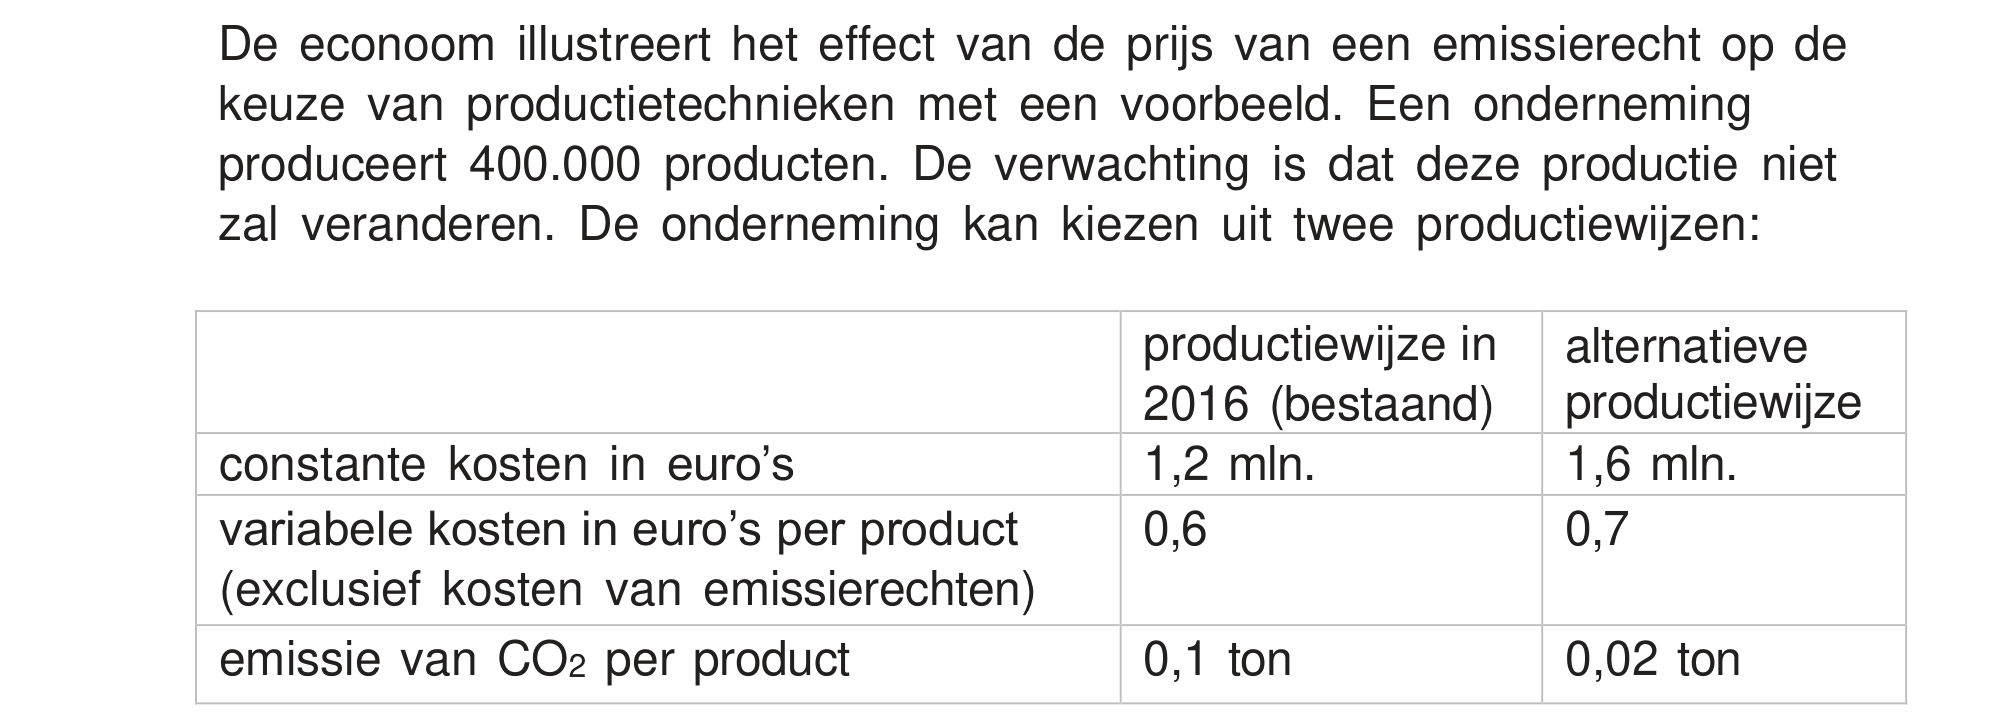 De econoom illustreert het effect van de prijs van een emissierecht op de
keuze van productietechnieken met een voorbeeld. Een onderneming
produceert 400.000 producten. De verwachting is dat deze productie niet
zal veranderen. De onderneming kan kiezen uit twee productiewijzen:
productiewijze in
2016 (bestaand)
alternatieve
productiewijze
constante kosten in euro’s
1,2 mln.
1,6 mln.
variabele kosten in euro’s per product
(exclusief kosten van emissierechten)
0,6
0,7
emissie van CO2 per product
0,1 ton
0,02 ton